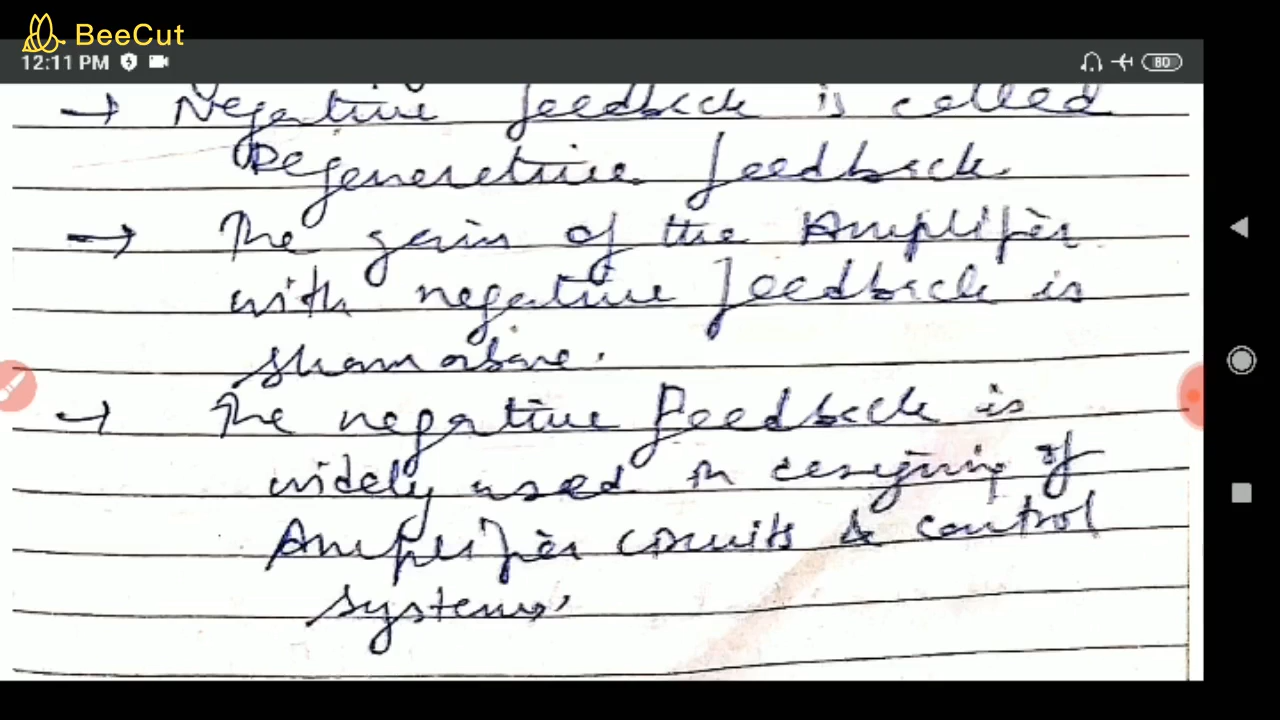 BeeCut
12:11 PM
80
→ Negative feedback is called
Degenerative feedback.
→ The gain of the Amplifier
with negative feedback is
shown above.
→ The negative feedback is
widely used in designing of
Amplifier circuits & control
systems.